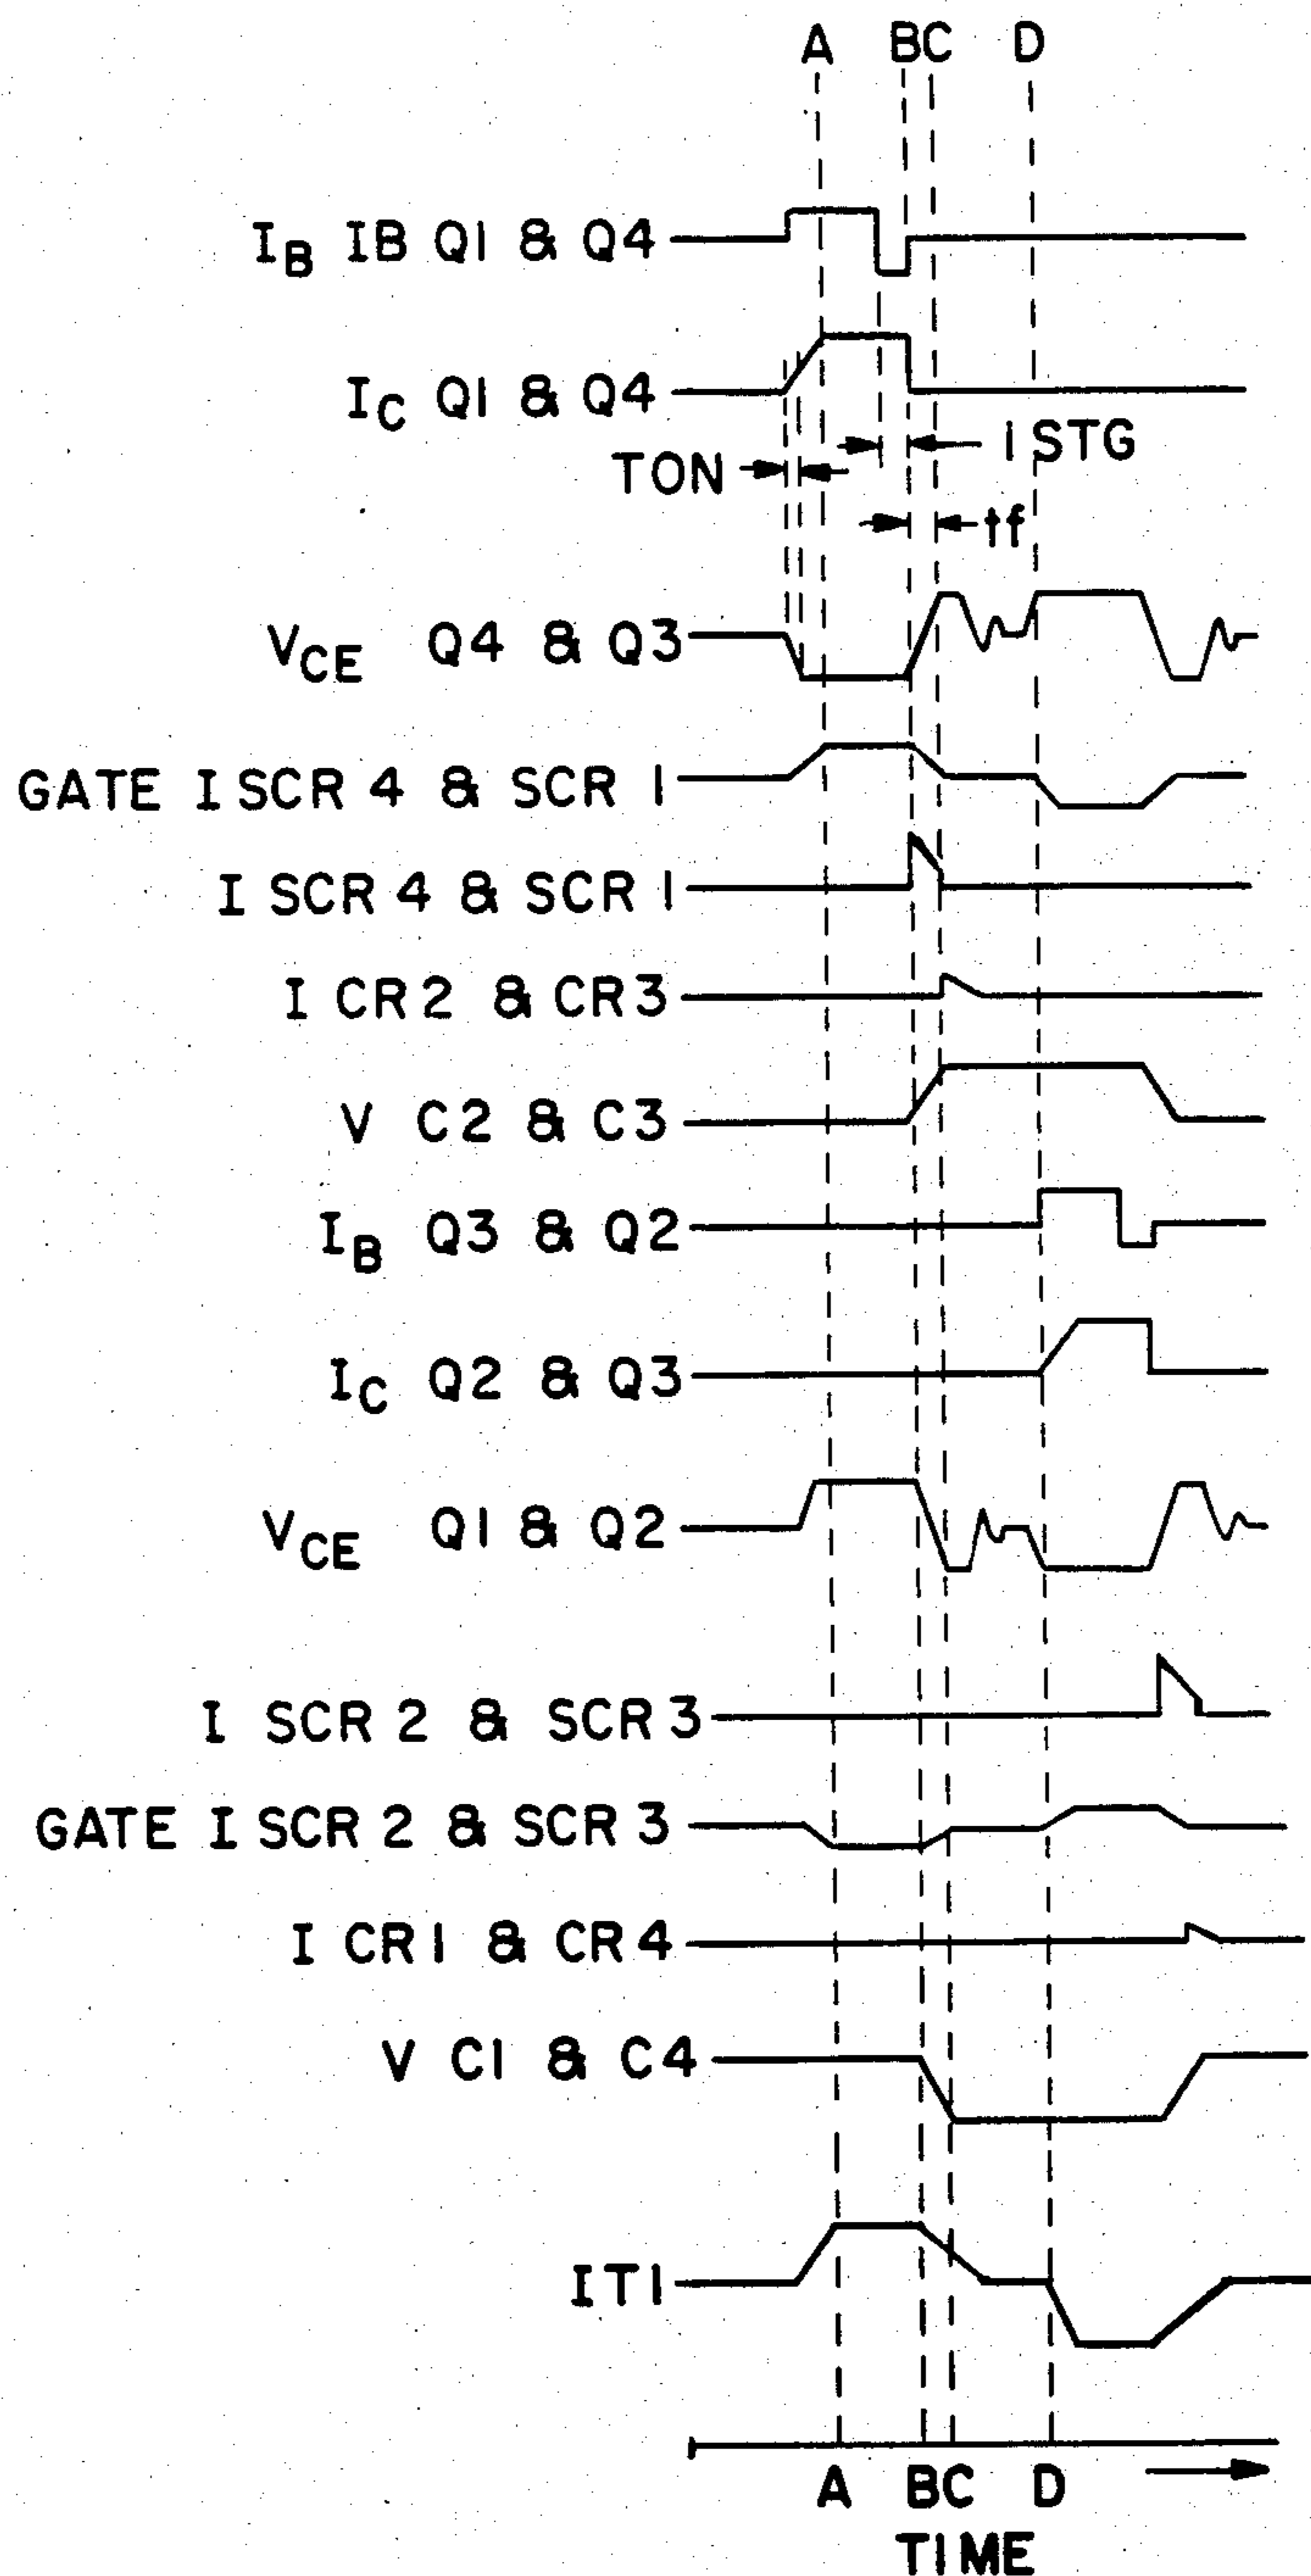 A B C D
I_B IB Q1 & Q4
I_C Q1 & Q4
1 STG
TON
tf
V_CE Q4 & Q3
GATE I SCR 4 & SCR 1
I SCR 4 & SCR 1
I CR2 & CR3
V C2 & C3
I_B Q3 & Q2
I_C Q2 & Q3
V_CE Q1 & Q2
I SCR 2 & SCR 3
GATE I SCR 2 & SCR 3
I CR1 & CR4
V C1 & C4
IT1
A B C D
TIME